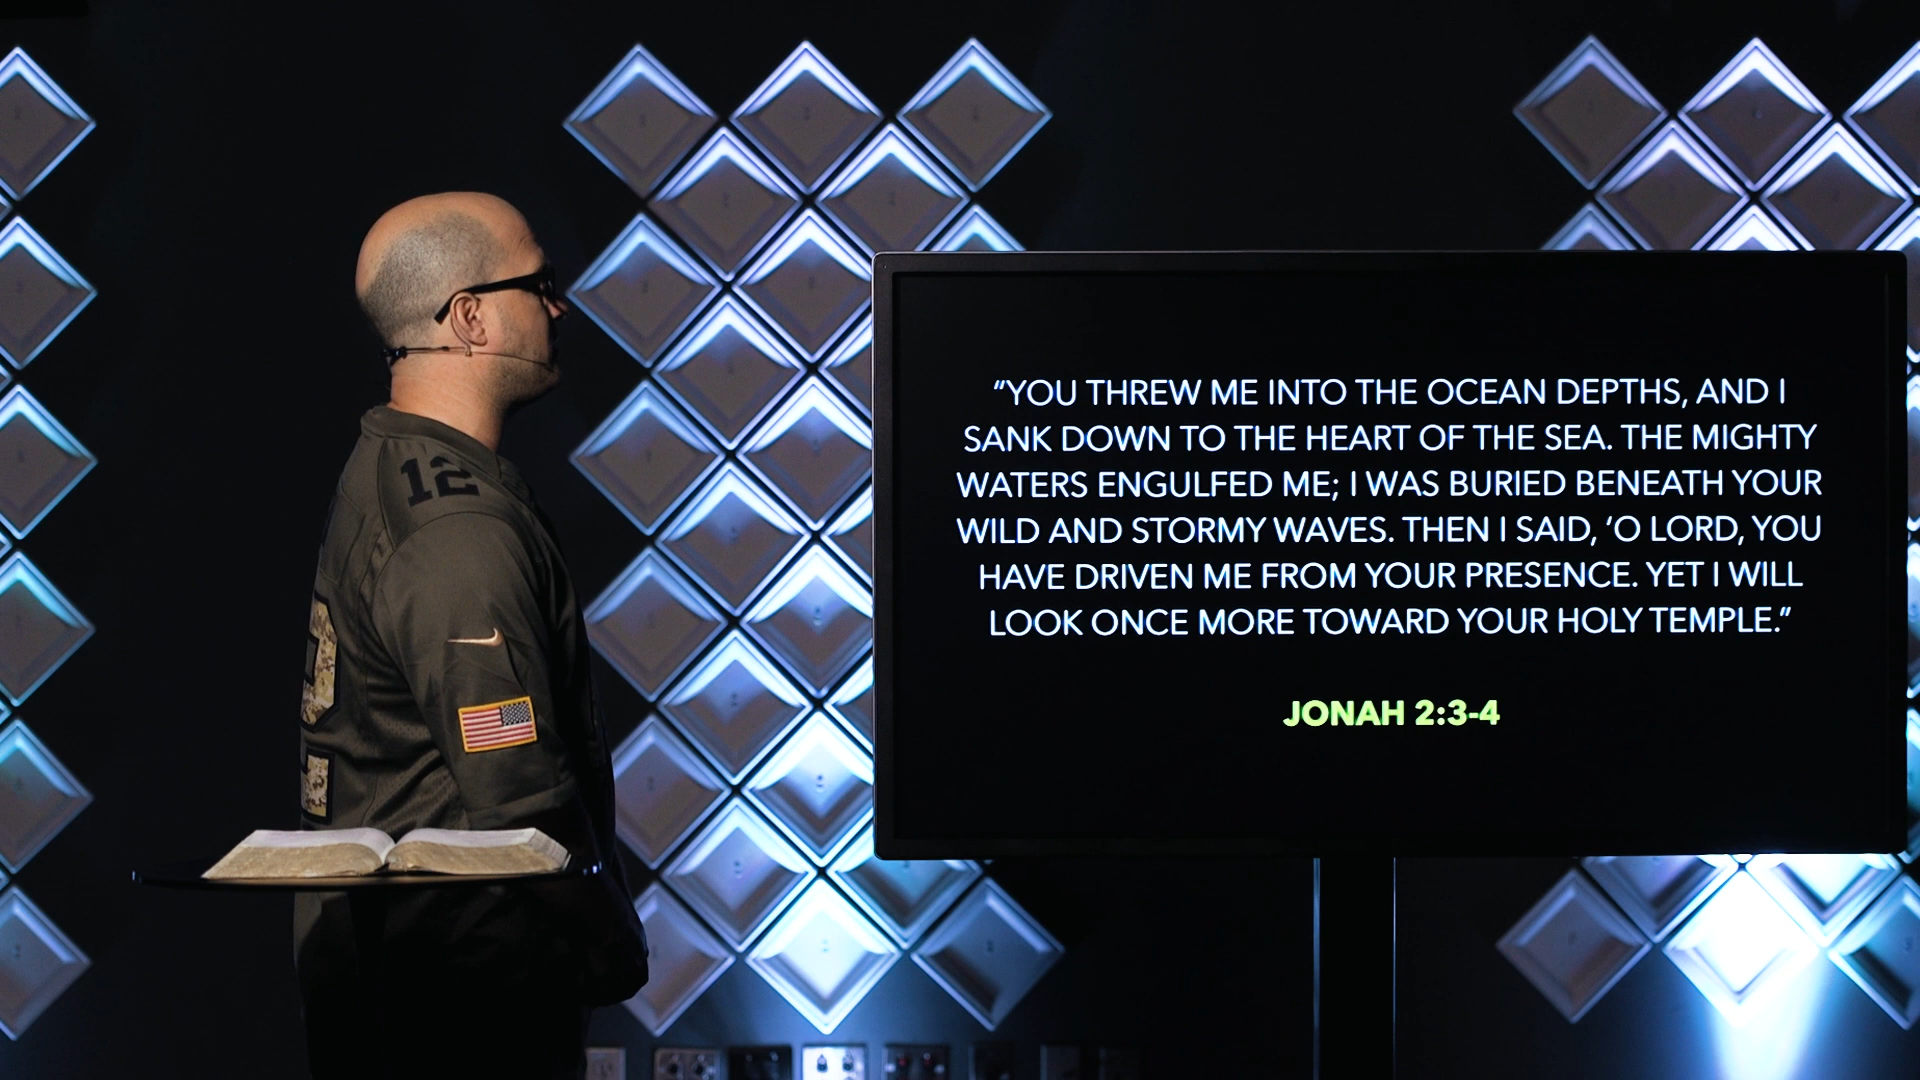 12
“YOU THREW ME INTO THE OCEAN DEPTHS, AND I
SANK DOWN TO THE HEART OF THE SEA. THE MIGHTY
WATERS ENGULFED ME; I WAS BURIED BENEATH YOUR
WILD AND STORMY WAVES. THEN I SAID, ‘O LORD, YOU
HAVE DRIVEN ME FROM YOUR PRESENCE. YET I WILL
LOOK ONCE MORE TOWARD YOUR HOLY TEMPLE.”
JONAH 2:3-4